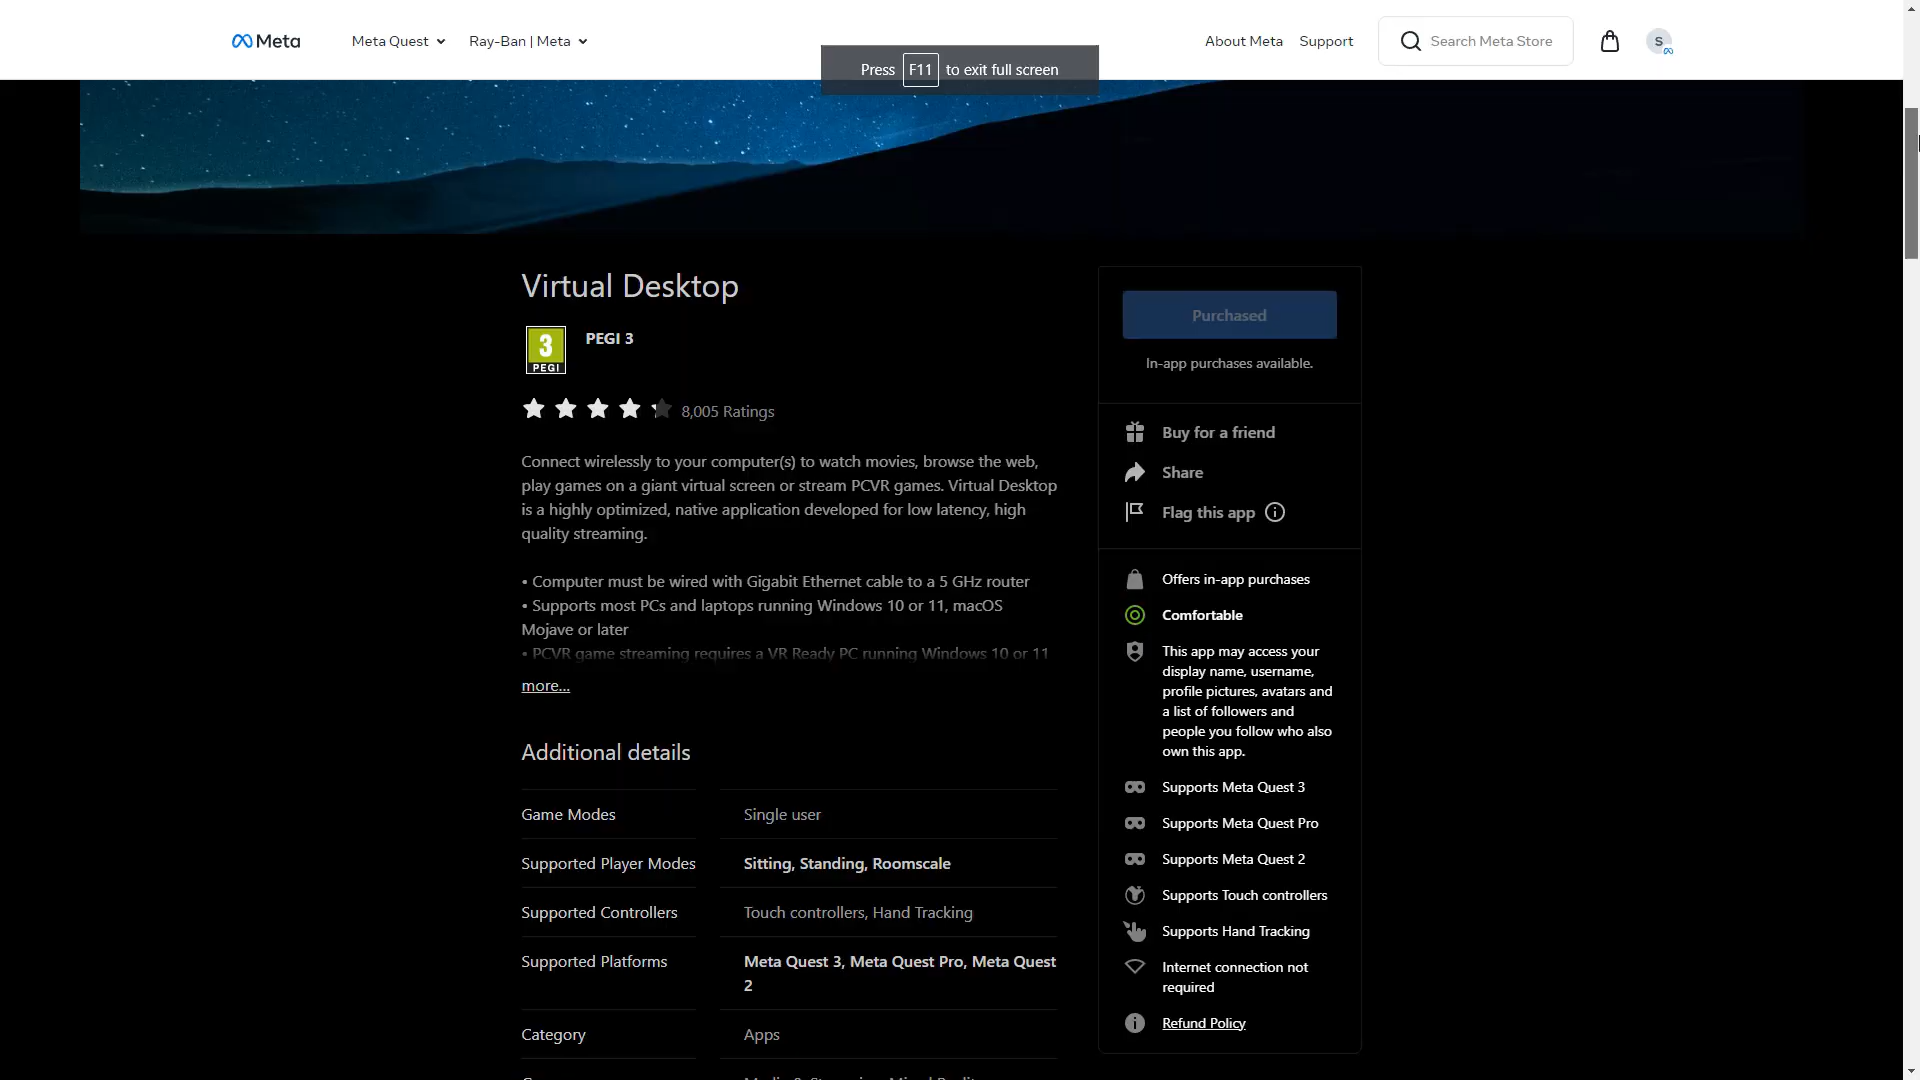 Meta
Meta Quest
Ray-Ban | Meta
About Meta
Support
Search Meta Store
S
Press F11 to exit full screen
Virtual Desktop
3
PEGI
PEGI 3
8,005 Ratings
Connect wirelessly to your computer(s) to watch movies, browse the web,
play games on a giant virtual screen or stream PCVR games. Virtual Desktop
is a highly optimized, native application developed for low latency, high
quality streaming.
• Computer must be wired with Gigabit Ethernet cable to a 5 GHz router
• Supports most PCs and laptops running Windows 10 or 11, macOS
Mojave or later
• PCVR game streaming requires a VR Ready PC running Windows 10 or 11
more...
Additional details
Game Modes
Single user
Supported Player Modes
Sitting, Standing, Roomscale
Supported Controllers
Touch controllers, Hand Tracking
Supported Platforms
Meta Quest 3, Meta Quest Pro, Meta Quest
2
Category
Apps
Purchased
In-app purchases available.
Buy for a friend
Share
Flag this app
Offers in-app purchases
Comfortable
This app may access your
display name, username,
profile pictures, avatars and
a list of followers and
people you follow who also
own this app.
Supports Meta Quest 3
Supports Meta Quest Pro
Supports Meta Quest 2
Supports Touch controllers
Supports Hand Tracking
Internet connection not
required
Refund Policy